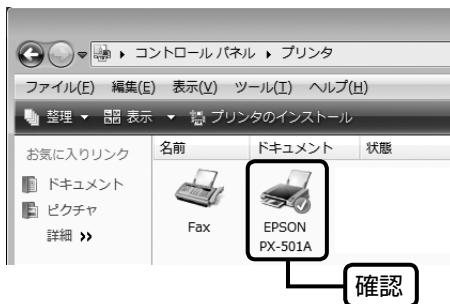 コントロール パネル ▸ プリンタ
ファイル(F) 編集(E) 表示(V) ツール(T) ヘルプ(H)
整理 ▼ 表示 ▼ プリンタのインストール
お気に入りリンク
ドキュメント
ピクチャ
詳細 »
名前 ドキュメント 状態
Fax
EPSON
PX-501A
確認